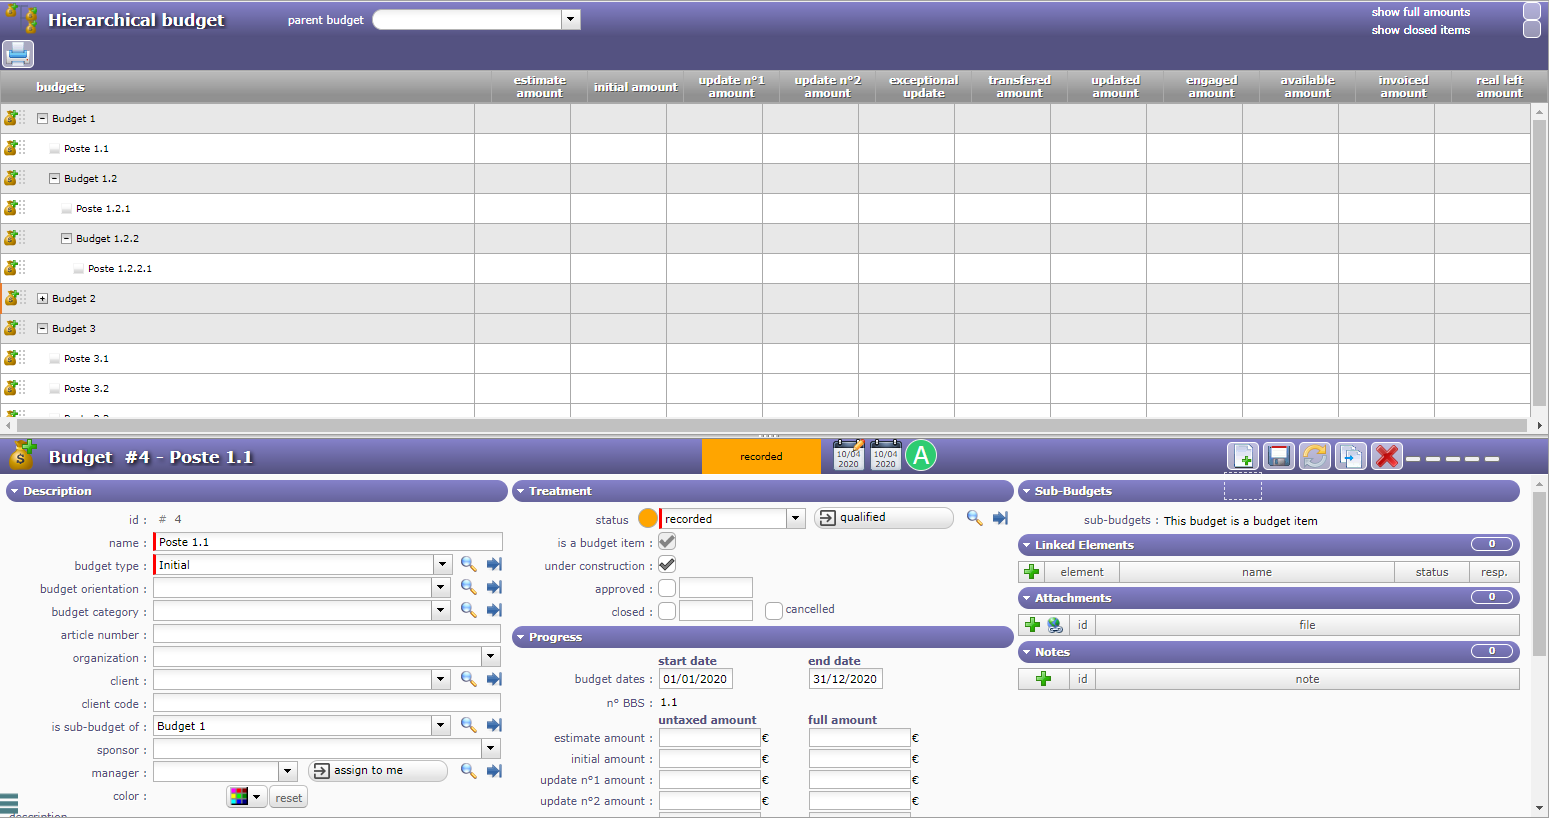 Hierarchical budget
parent budget
show full amounts
show closed items
budgets
estimate amount
initial amount
update n°1 amount
update n°2 amount
exceptional update
transfered amount
updated amount
engaged amount
available amount
invoiced amount
real left amount
Budget 1
Poste 1.1
Budget 1.2
Poste 1.2.1
Budget 1.2.2
Poste 1.2.2.1
Budget 2
Budget 3
Poste 3.1
Poste 3.2
Budget #4 - Poste 1.1
recorded
10/04 2020
10/04 2020
A
Description
id : # 4
name : Poste 1.1
budget type : Initial
budget orientation :
budget category :
article number :
organization :
client :
client code :
is sub-budget of : Budget 1
sponsor :
manager : assign to me
color : reset
description
Treatment
status recorded qualified
is a budget item :
under construction :
approved :
closed : cancelled
Progress
start date end date
budget dates : 01/01/2020 31/12/2020
n° BBS : 1.1
untaxed amount full amount
estimate amount : € €
initial amount : € €
update n°1 amount : € €
update n°2 amount : € €
Sub-Budgets
sub-budgets : This budget is a budget item
Linked Elements 0
element name status resp.
Attachments 0
id file
Notes 0
id note